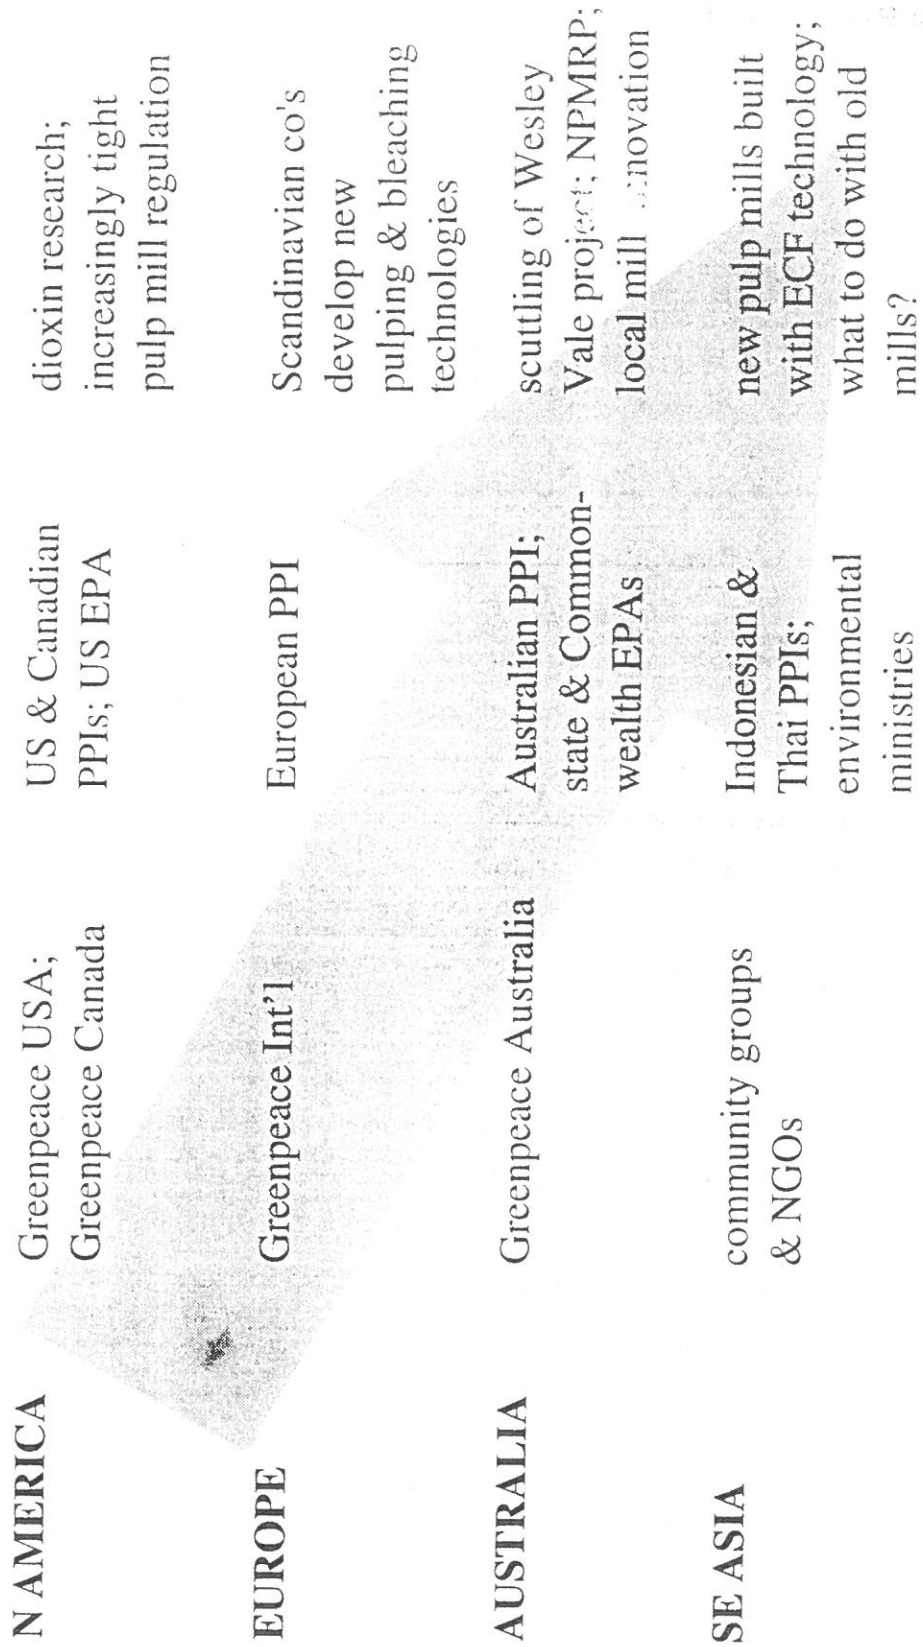 N AMERICA
Greenpeace USA;
Greenpeace Canada
US & Canadian
PPIs; US EPA
dioxin research;
increasingly tight
pulp mill regulation
EUROPE
Greenpeace Int'l
European PPI
Scandinavian co's
develop new
pulping & bleaching
technologies
AUSTRALIA
Greenpeace Australia
Australian PPI;
state & Common-
wealth EPAs
scuttling of Wesley
Vale project; NPMRP;
local mill
SE ASIA
community groups
& NGOs
Indonesian &
Thai PPIs;
environmental
ministries
new pulp mills built
with ECF technology;
what to do with old
mills?